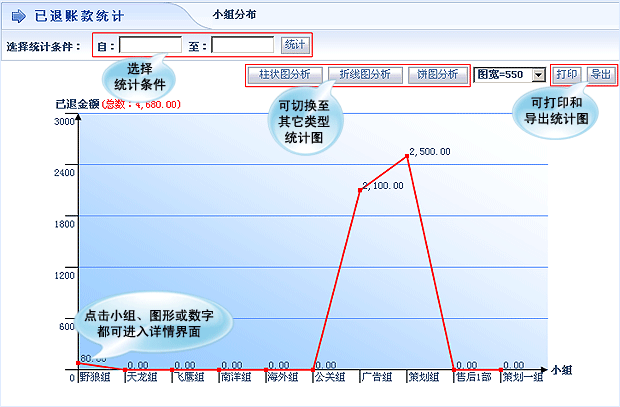 已退账款统计 小组分布
选择统计条件： 自： 至： 统计
选择
统计条件
柱状图分析 折线图分析 饼图分析 图宽=550 打印 导出
可切换至
其它类型
统计图
可打印和
导出统计图
已退金额(总数：4,680.00)
3000
2400
1800
1200
600
0
2,500.00
2,100.00
点击小组、图形或数字
都可进入详情界面
80.00 0.00 0.00 0.00 0.00 0.00 0.00 0.00
野狼组 天龙组 飞鹰组 南洋组 海外组 公关组 广告组 策划组 售后1部 策划一组 小组